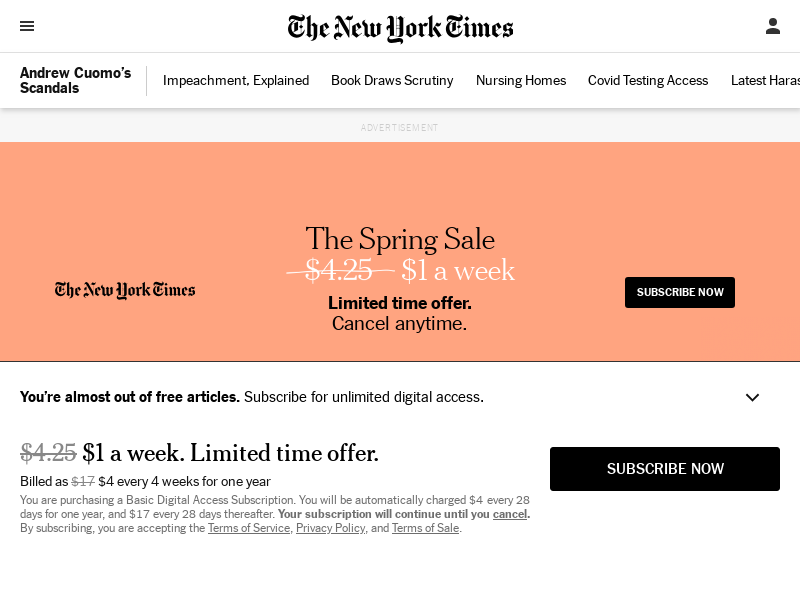 The New York Times
Andrew Cuomo’s
Scandals
Impeachment, Explained
Book Draws Scrutiny
Nursing Homes
Covid Testing Access
Latest Haras
ADVERTISEMENT
The Spring Sale
$4.25 $1 a week
The New York Times
Limited time offer.
Cancel anytime.
SUBSCRIBE NOW
You’re almost out of free articles. Subscribe for unlimited digital access.
$4.25 $1 a week. Limited time offer.
SUBSCRIBE NOW
Billed as $17 $4 every 4 weeks for one year
You are purchasing a Basic Digital Access Subscription. You will be automatically charged $4 every 28
days for one year, and $17 every 28 days thereafter. Your subscription will continue until you cancel.
By subscribing, you are accepting the Terms of Service, Privacy Policy, and Terms of Sale.